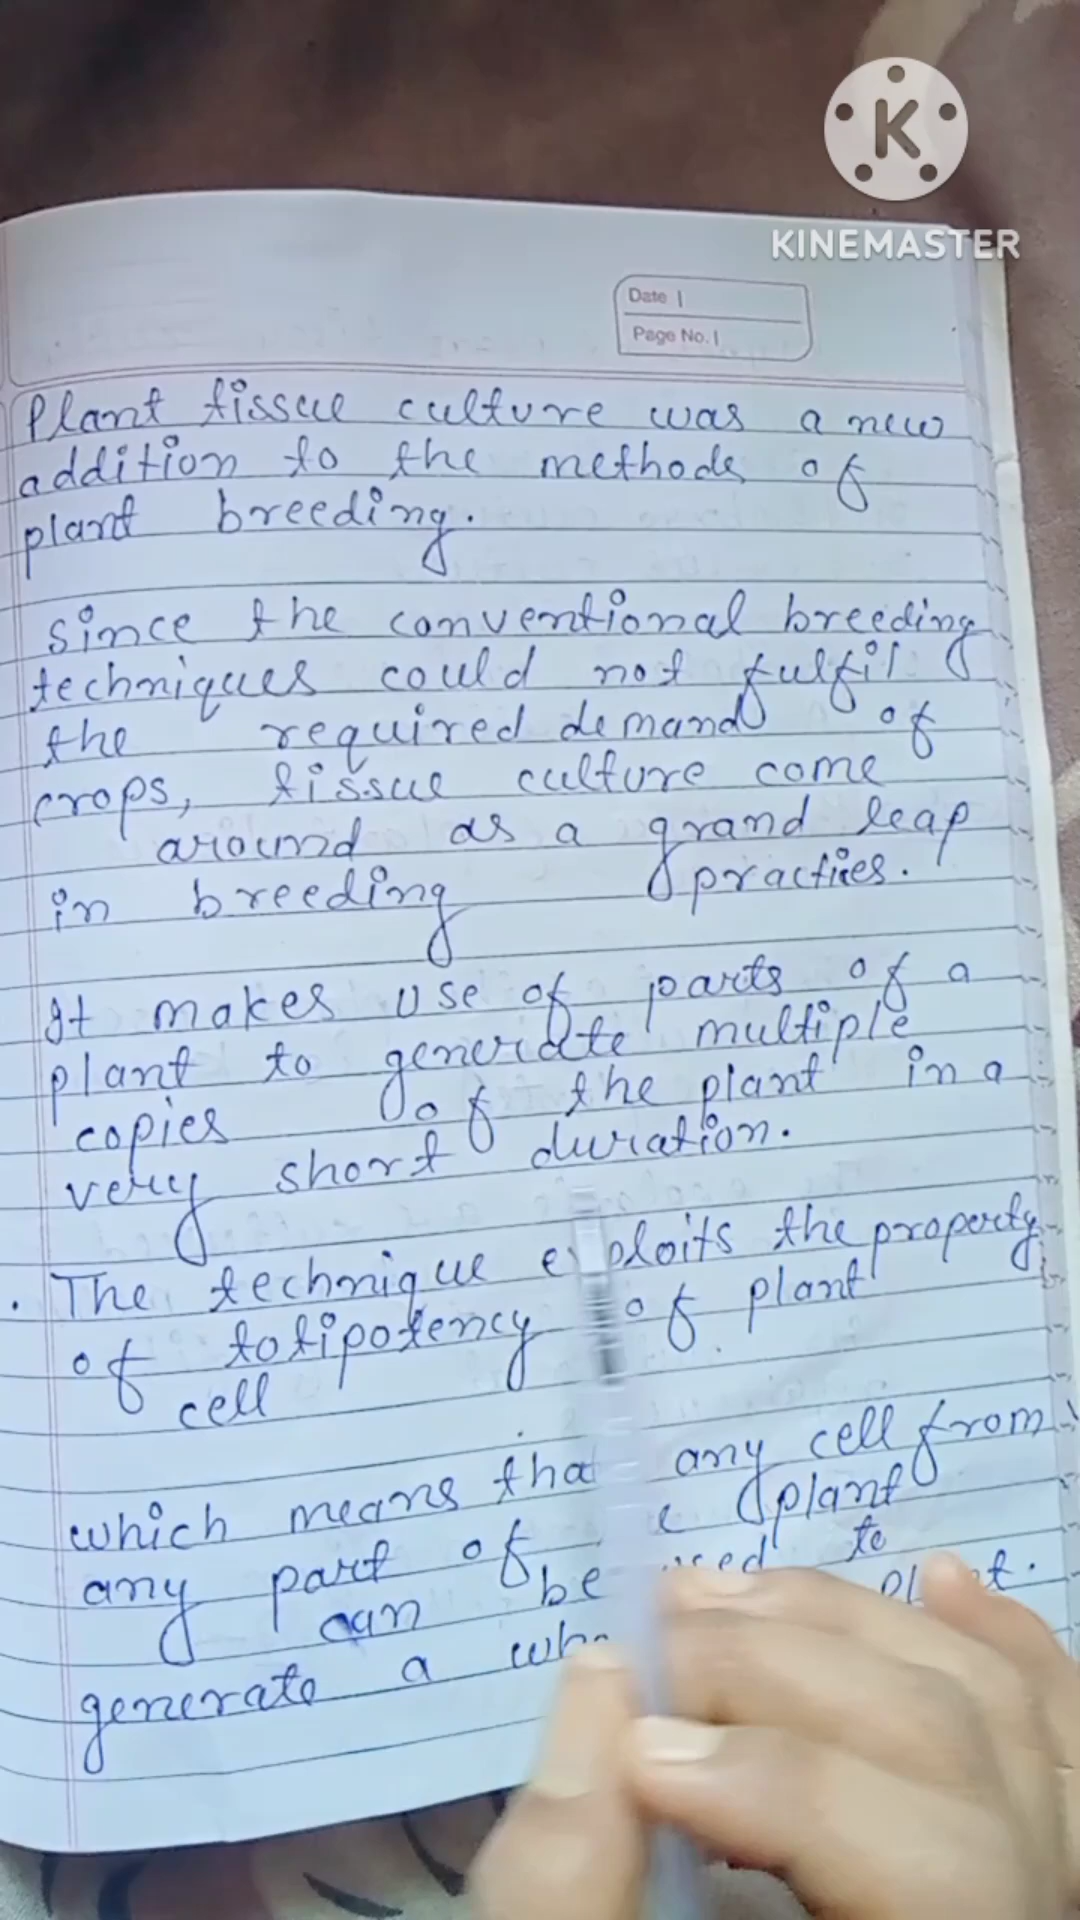 K
KINEMASTER
Date
Page No.
Plant tissue culture was a new
addition to the methods of
plant breeding.
since the conventional breeding
techniques could not fulfil
the required demand of
crops, tissue culture come
around as a grand leap
in breeding practices.
It makes use of parts of a
plant to generate multiple
copies of the plant in a
very short duration.
. The technique exploits the property
of totipotency of plant
cell
which means that any cell from
any part of plant
can be used to
generate a plant.